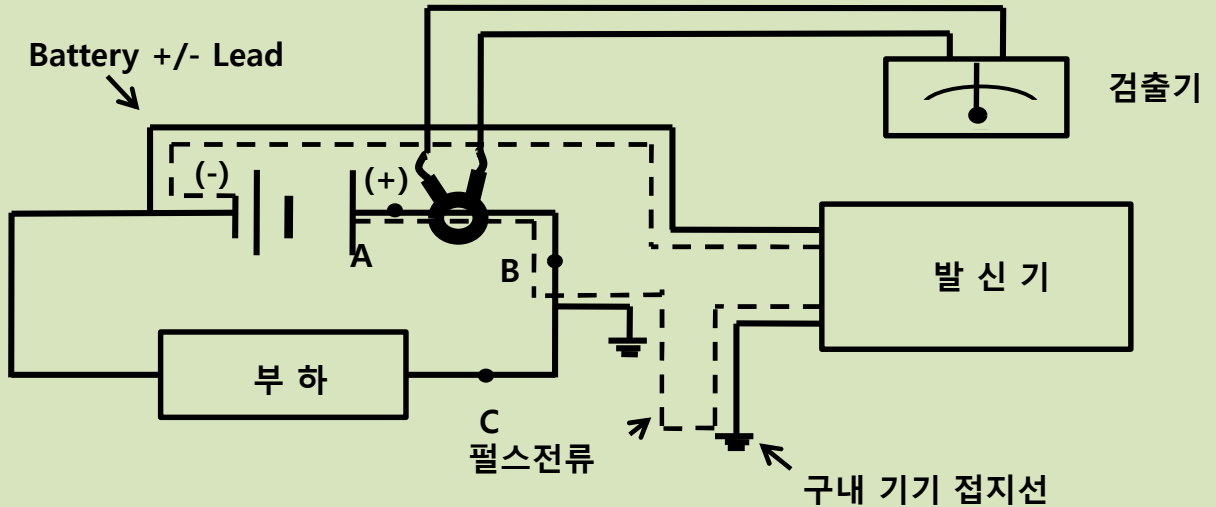 Battery +/- Lead
검출기
(-)
(+)
A
B
발 신 기
부 하
C
펄스전류
구내 기기 접지선